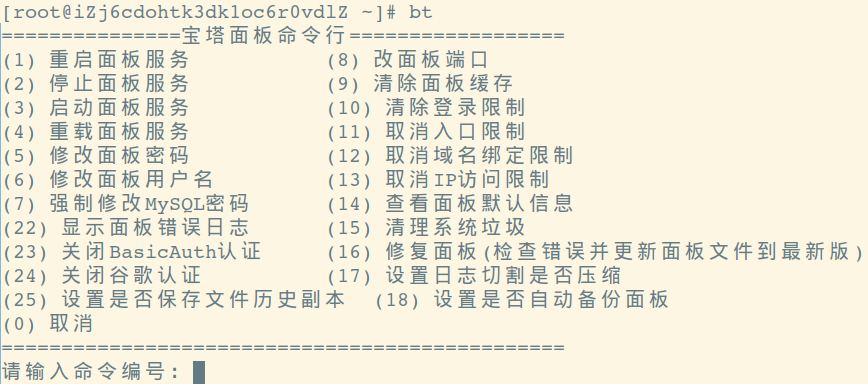 [root@iZj6cdohtk3dkloc6r0vdlZ ~]# bt
===============宝塔面板命令行==================
(1) 重启面板服务           (8) 改面板端口
(2) 停止面板服务           (9) 清除面板缓存
(3) 启动面板服务           (10) 清除登录限制
(4) 重载面板服务           (11) 取消入口限制
(5) 修改面板密码           (12) 取消域名绑定限制
(6) 修改面板用户名         (13) 取消IP访问限制
(7) 强制修改MySQL密码      (14) 查看面板默认信息
(22) 显示面板错误日志      (15) 清理系统垃圾
(23) 关闭BasicAuth认证     (16) 修复面板(检查错误并更新面板文件到最新版)
(24) 关闭谷歌认证          (17) 设置日志切割是否压缩
(25) 设置是否保存文件历史副本  (18) 设置是否自动备份面板
(0) 取消
===============================================
请输入命令编号: